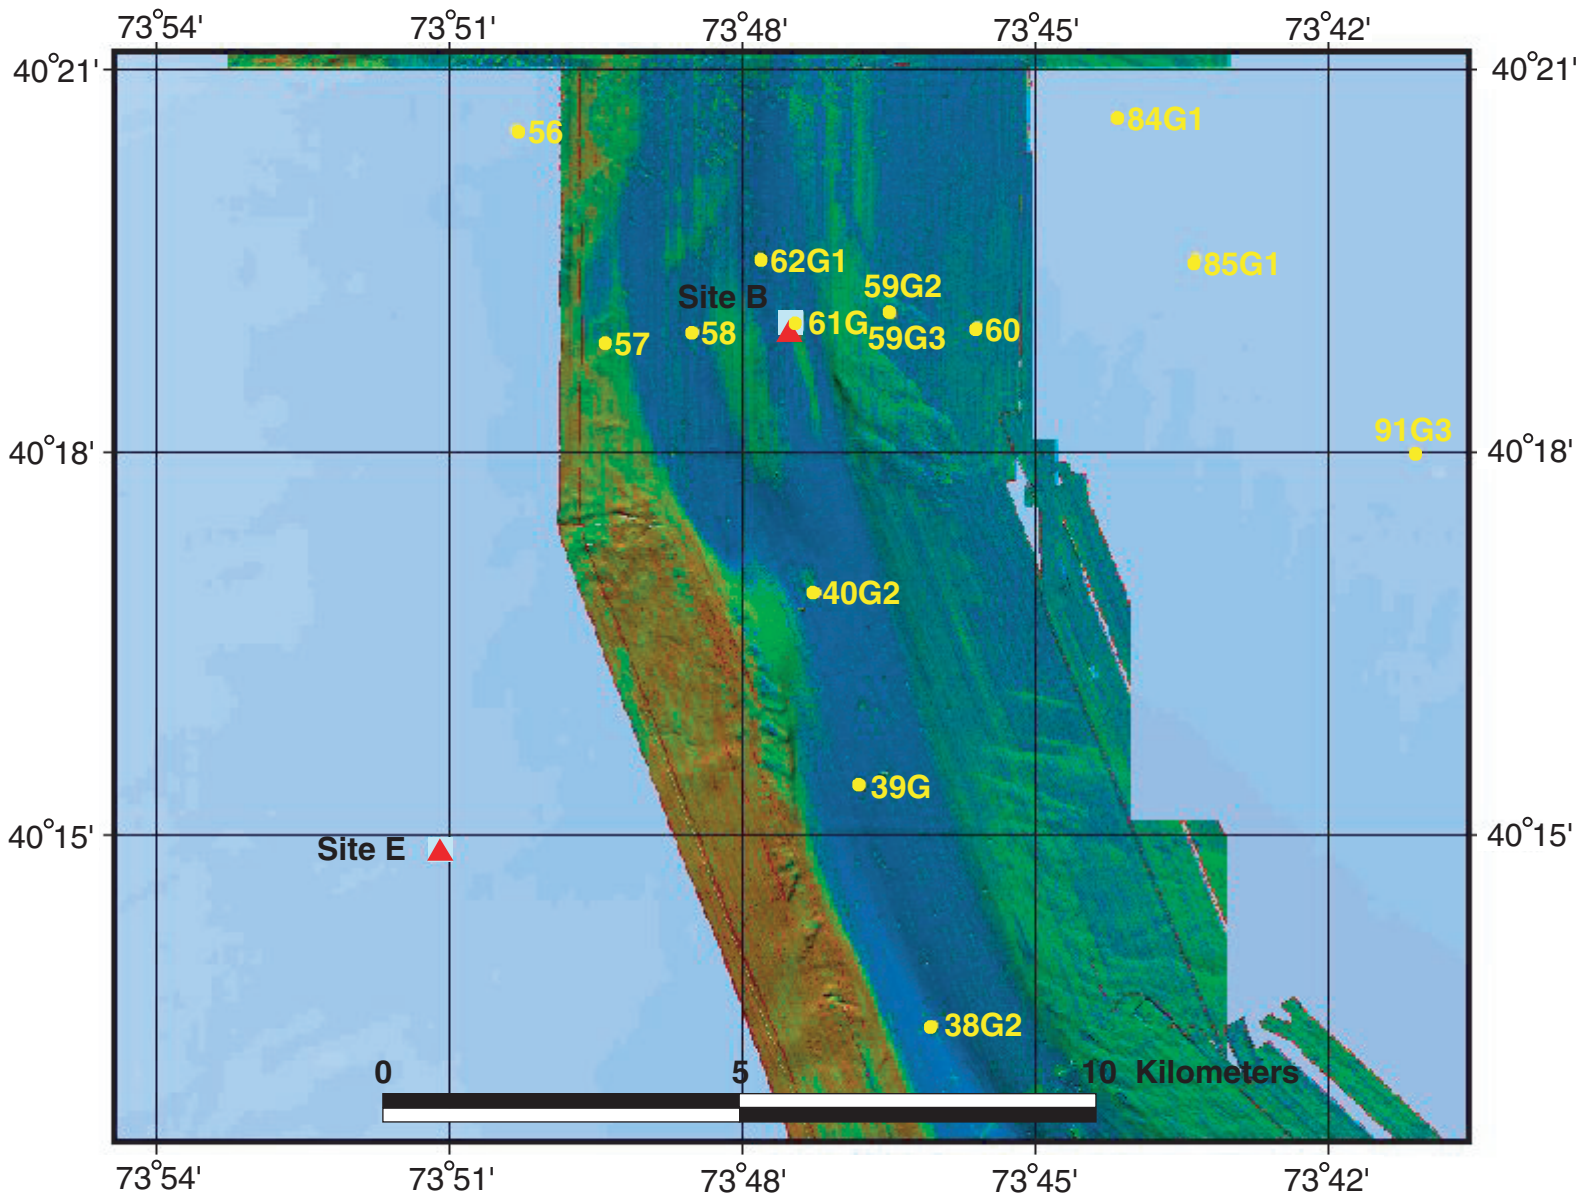 73°54' 73°51' 73°48' 73°45' 73°42'
40°21' 40°21'
84G1
56
62G1 85G1
59G2
Site B
61G 60
58 59G3
57
91G3
40°18' 40°18'
40G2
39G
40°15' 40°15'
Site E
38G2
0 5 10 Kilometers
73°54' 73°51' 73°48' 73°45' 73°42'